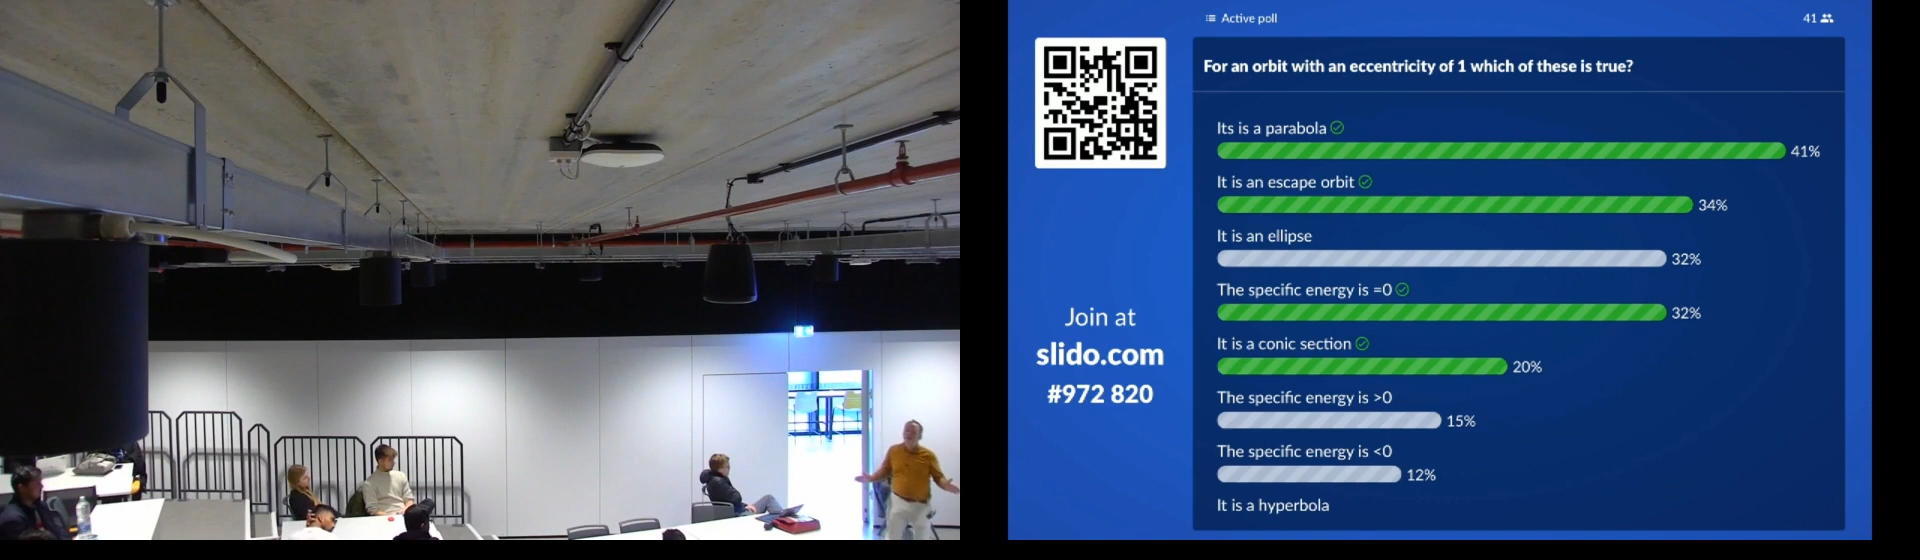 Active poll
41
For an orbit with an eccentricity of 1 which of these is true?
Its is a parabola
41%
It is an escape orbit
34%
It is an ellipse
32%
The specific energy is =0
32%
It is a conic section
20%
The specific energy is >0
15%
The specific energy is <0
12%
It is a hyperbola
Join at
slido.com
#972 820